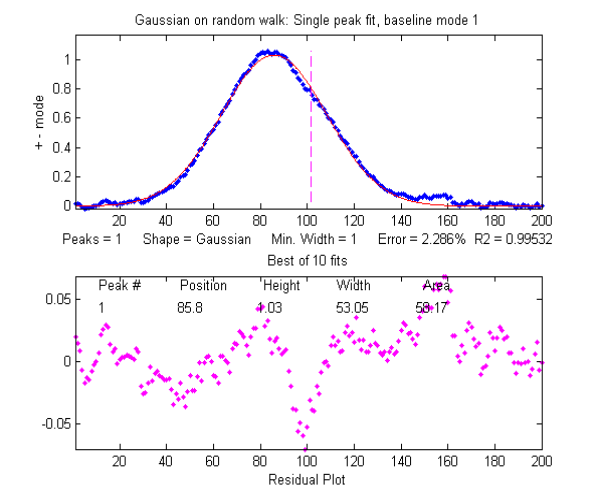 Gaussian on random walk: Single peak fit, baseline mode 1
1
0.8
0.6
0.4
0.2
0
+ - mode
20 40 60 80 100 120 140 160 180 200
Peaks = 1 Shape = Gaussian Min. Width = 1 Error = 2.286% R2 = 0.99532
Best of 10 fits
Peak # Position Height Width Area
1 85.8 1.03 53.05 58.17
0.05
0
-0.05
20 40 60 80 100 120 140 160 180 200
Residual Plot